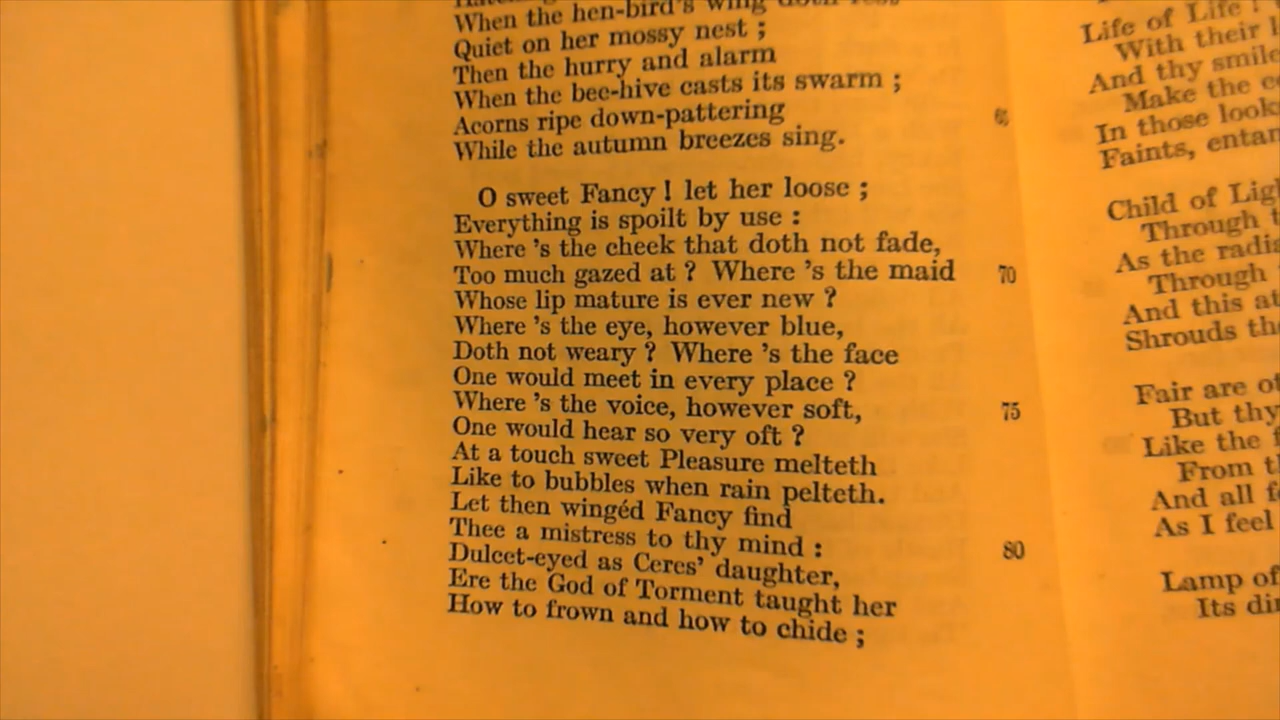 When the hen-bird's wing doth rest
Quiet on her mossy nest ;
Then the hurry and alarm
When the bee-hive casts its swarm ;
Acorns ripe down-pattering
65
While the autumn breezes sing.
O sweet Fancy ! let her loose ;
Everything is spoilt by use :
Where 's the cheek that doth not fade,
Too much gazed at ? Where 's the maid
70
Whose lip mature is ever new ?
Where 's the eye, however blue,
Doth not weary ? Where 's the face
One would meet in every place ?
Where 's the voice, however soft,
75
One would hear so very oft ?
At a touch sweet Pleasure melteth
Like to bubbles when rain pelteth.
Let then wingéd Fancy find
Thee a mistress to thy mind :
80
Dulcet-eyed as Ceres' daughter,
Ere the God of Torment taught her
How to frown and how to chide ;
Life of Life !
With their
And thy smile
Make the
In those look
Faints,
Child of
Through
As the
Through
And this
Shrouds
Fair are
But thy
Like the
From
And all
As I feel
Lamp of
Its